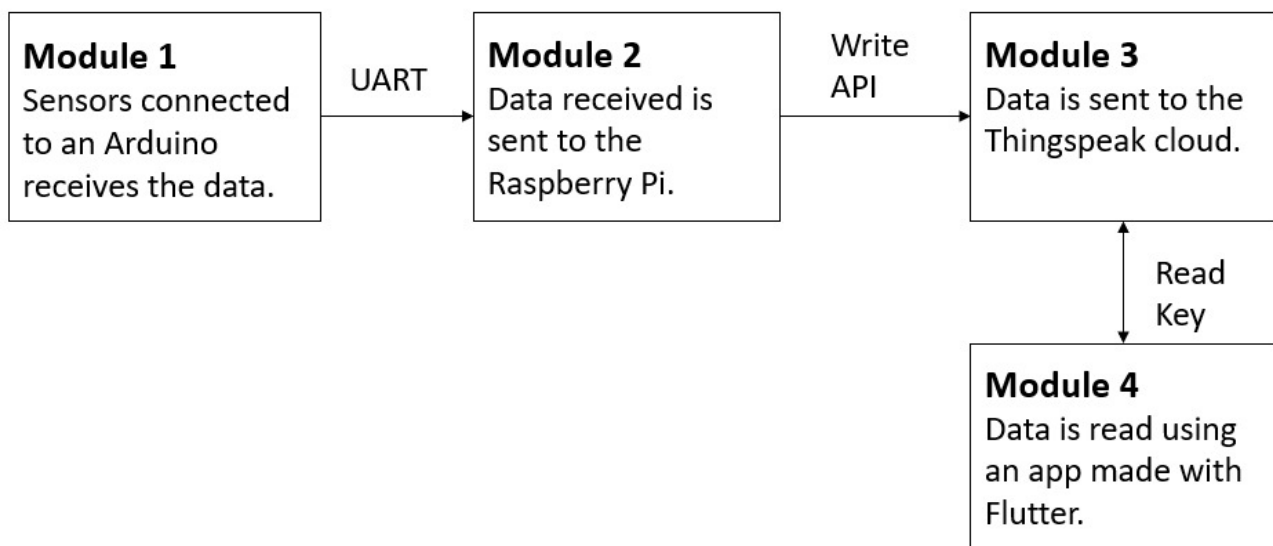 Module 1
Sensors connected
to an Arduino
receives the data.
UART
Module 2
Data received is
sent to the
Raspberry Pi.
Write
API
Module 3
Data is sent to the
Thingspeak cloud.
Read
Key
Module 4
Data is read using
an app made with
Flutter.